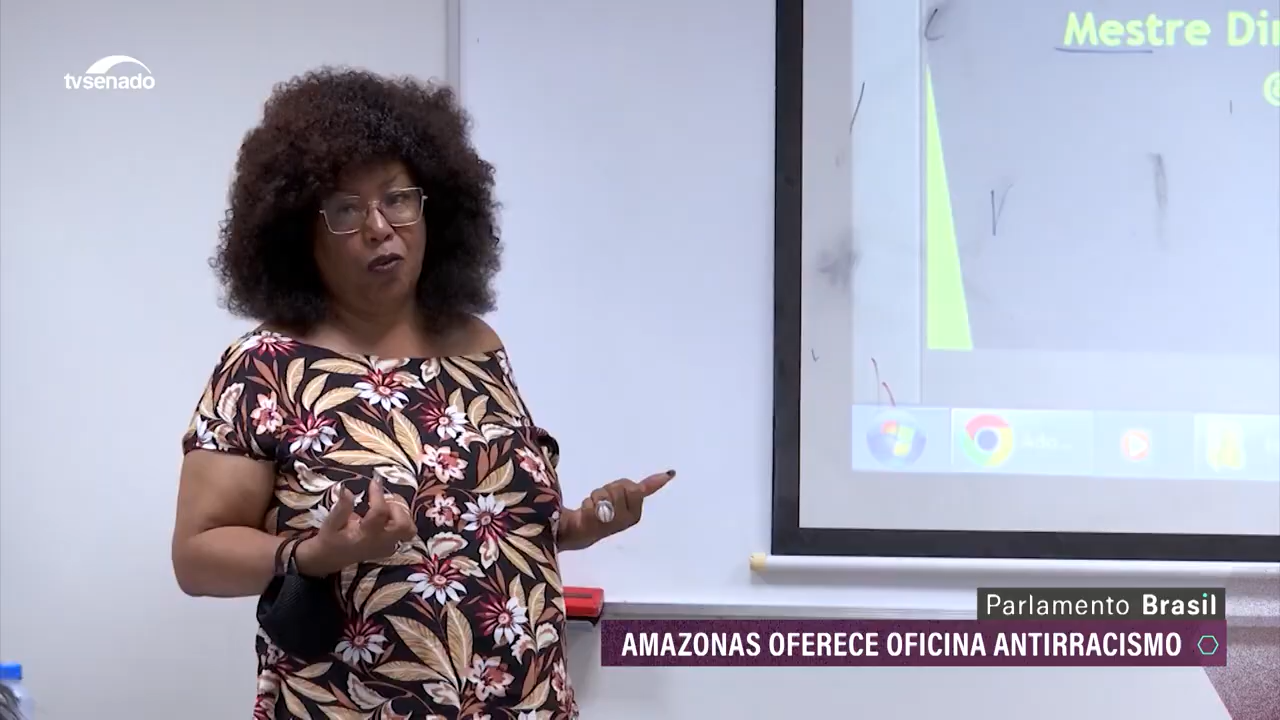 tvsenado
Mestre Di
Parlamento Brasil
AMAZONAS OFERECE OFICINA ANTIRRACISMO